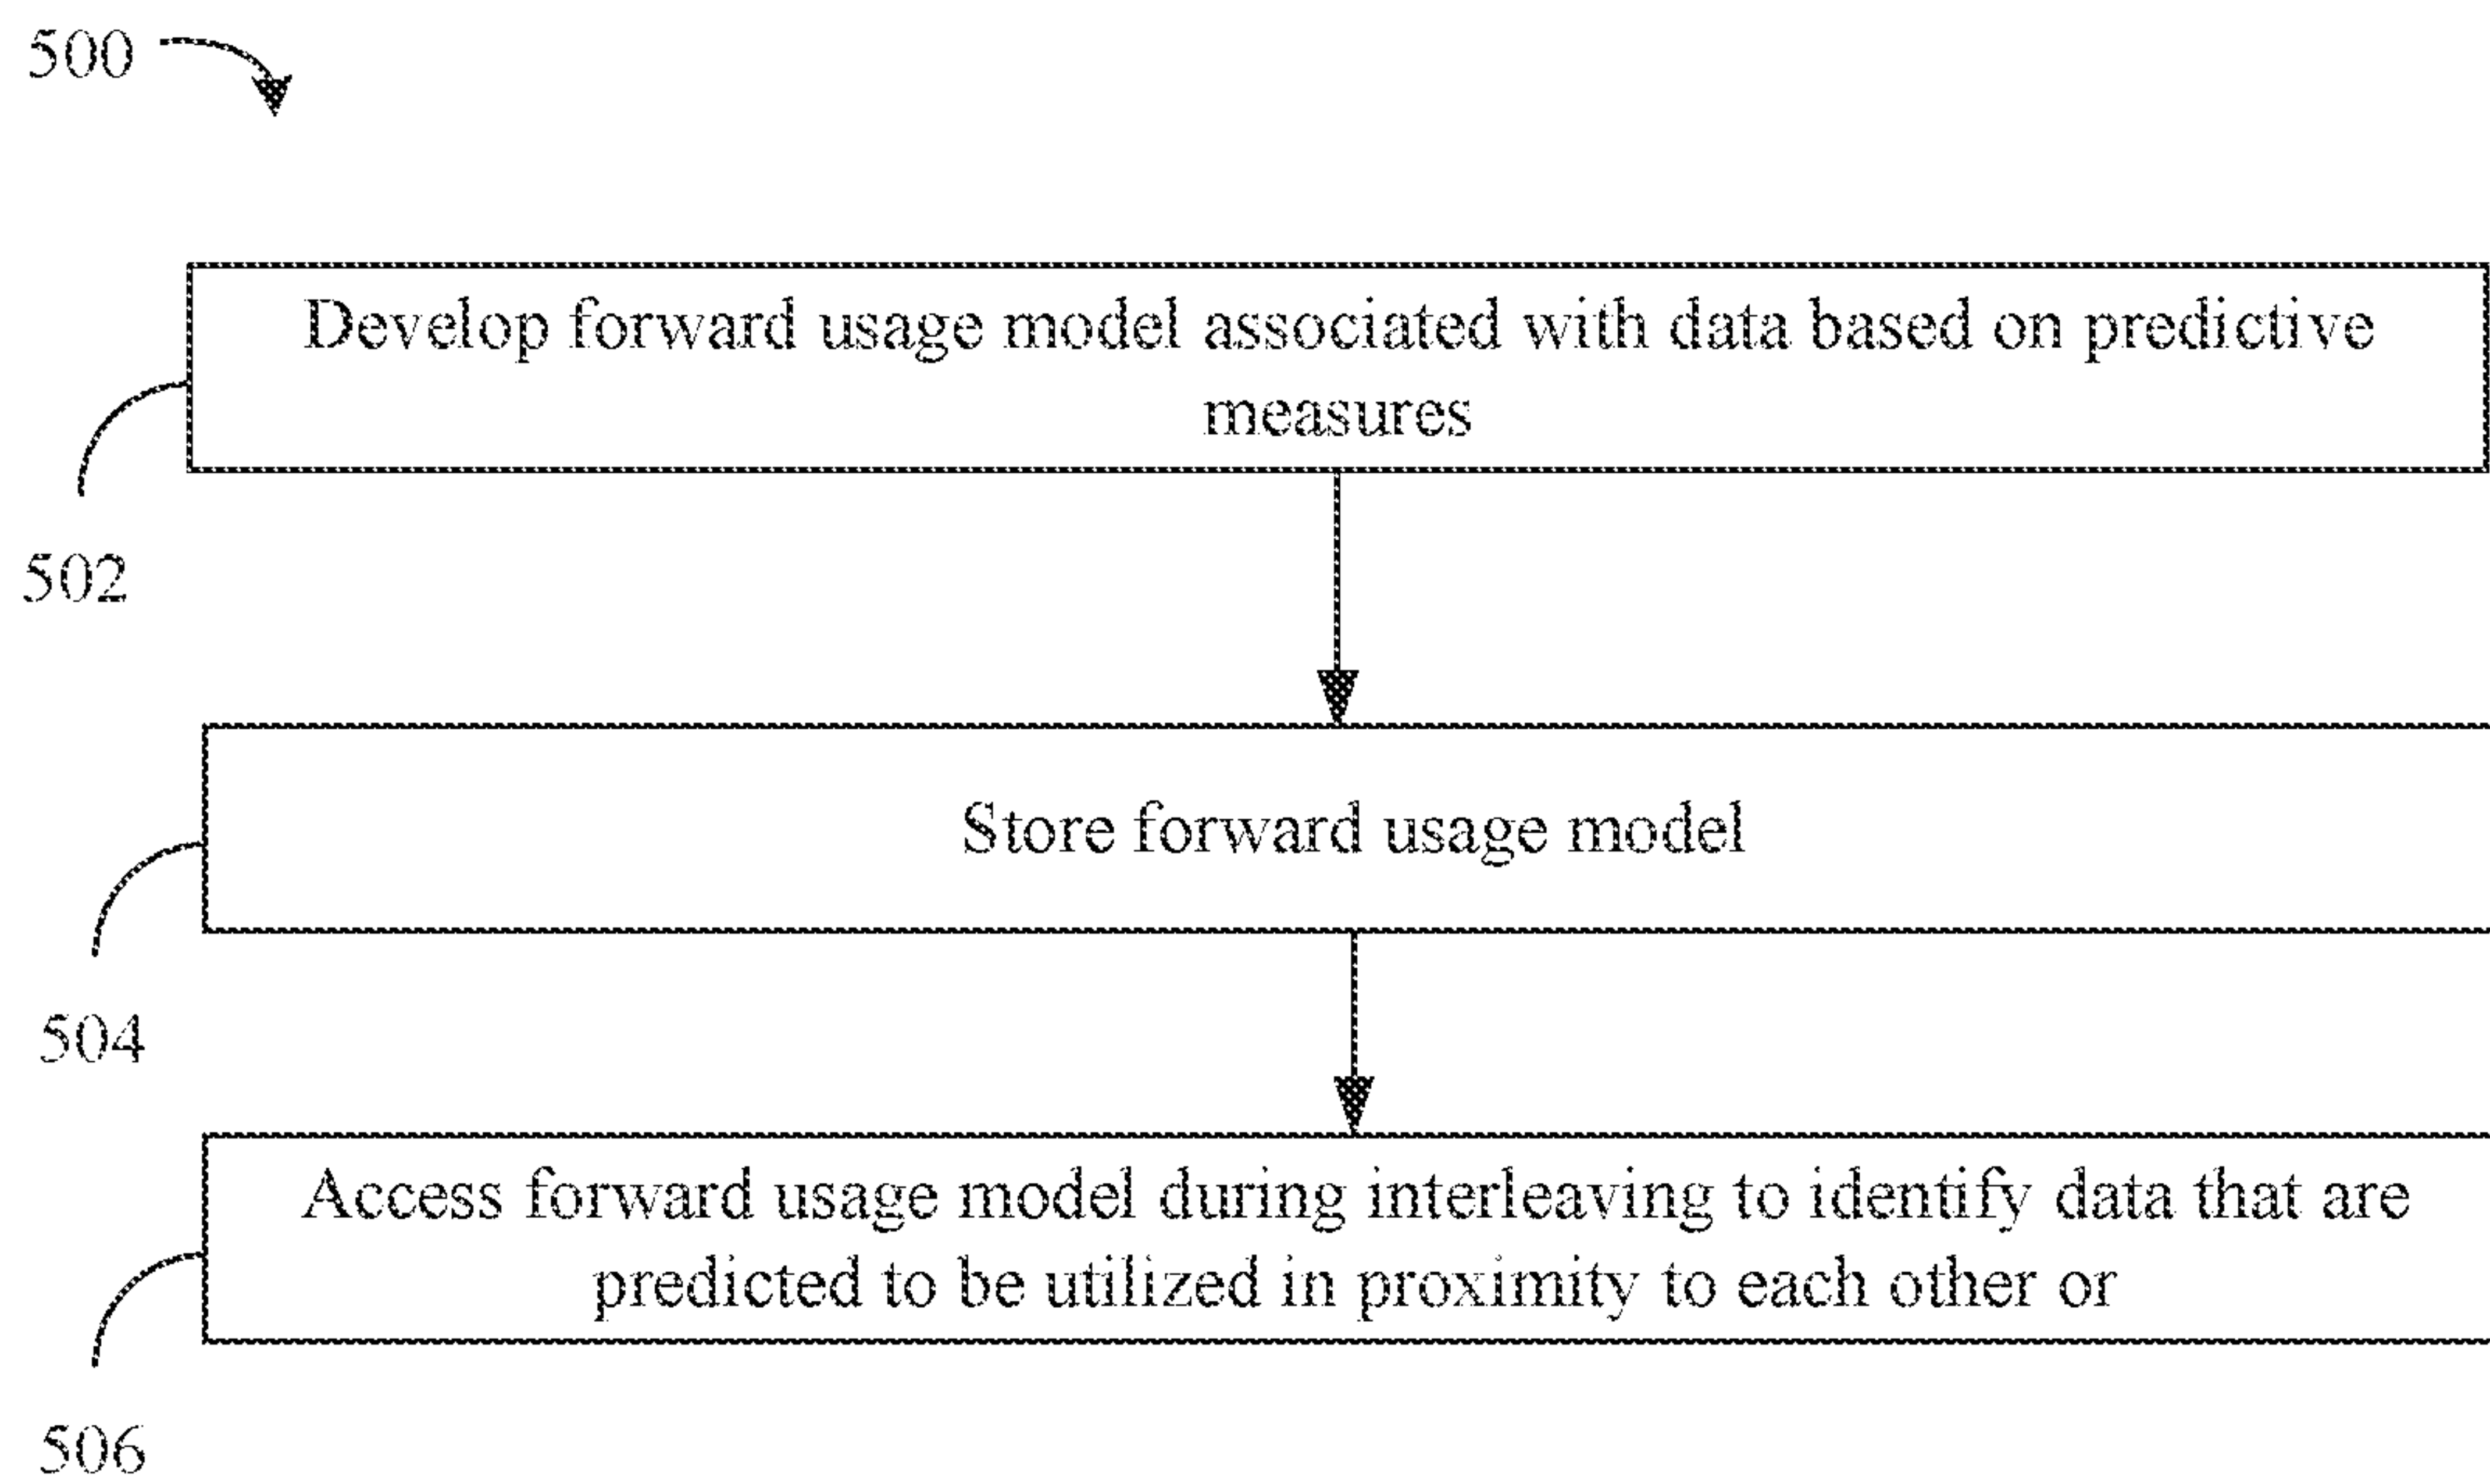 500
Develop forward usage model associated with data based on predictive
measures
502
Store forward usage model
504
Access forward usage model during interleaving to identify data that are
predicted to be utilized in proximity to each other or
506